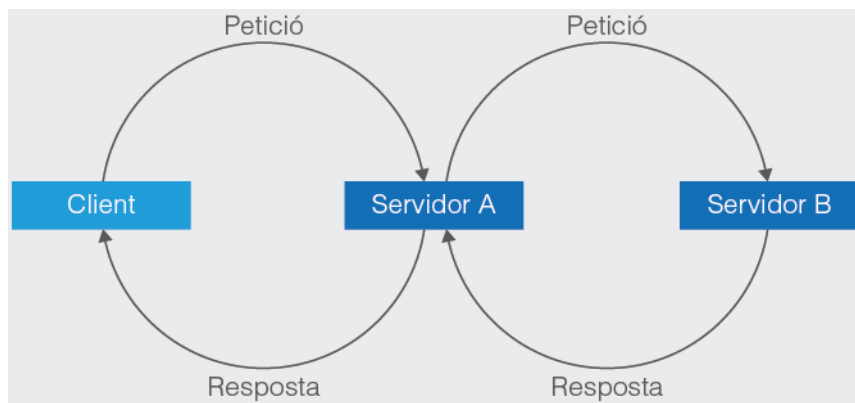 Petició
Petició
Client
Servidor A
Servidor B
Resposta
Resposta